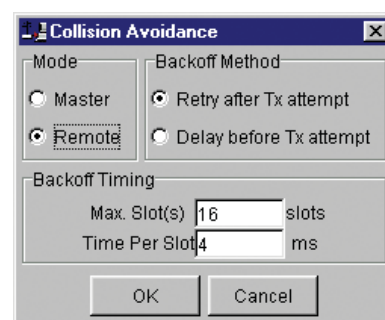 Collision Avoidance
Mode
Master
Remote
Backoff Method
Retry after Tx attempt
Delay before Tx attempt
Backoff Timing
Max. Slot(s) 16 slots
Time Per Slot 4 ms
OK Cancel